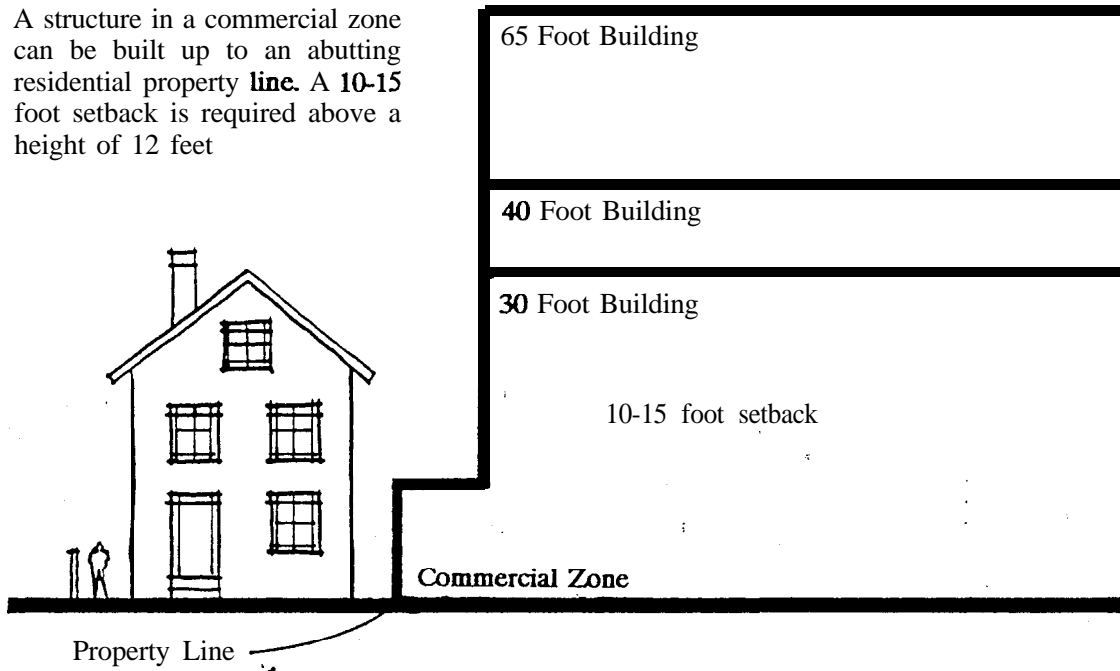 A structure in a commercial zone
can be built up to an abutting
residential property line. A 10-15
foot setback is required above a
height of 12 feet
65 Foot Building
40 Foot Building
30 Foot Building
10-15 foot setback
Commercial Zone
Property Line